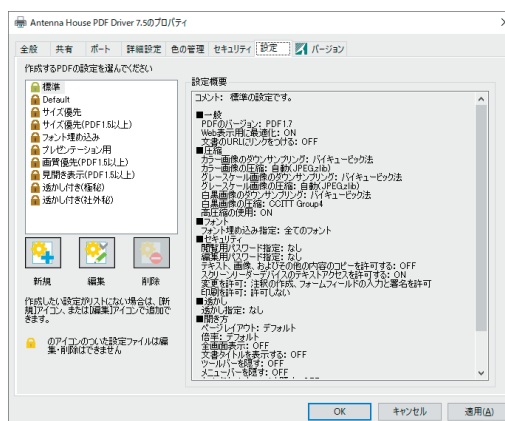 Antenna House PDF Driver 7.5のプロパティ
全般 共有 ポート 詳細設定 色の管理 セキュリティ 設定 バージョン
作成するPDFの設定を選んでください
標準
Default
サイズ優先
サイズ優先(PDF1.5以上)
フォント埋め込み
プレゼンテーション用
画質優先(PDF1.5以上)
見開き表示(PDF1.5以上)
透かし付き(極秘)
透かし付き(社外秘)
新規 編集 削除
作成したい設定がリストにない場合は、[新
規]アイコン、または[編集]アイコンで追加で
きます。
のアイコンのついた設定ファイルは編
集・削除はできません
設定概要
コメント: 標準の設定です。
■一般
PDFのバージョン: PDF1.7
Web表示用に最適化: ON
文書のURLにリンクをつける: OFF
■圧縮
カラー画像のダウンサンプリング: バイキュービック法
カラー画像の圧縮: 自動(JPEG,zlib)
グレースケール画像のダウンサンプリング: バイキュービック法
グレースケール画像の圧縮: 自動(JPEG,zlib)
白黒画像のダウンサンプリング: バイキュービック法
白黒画像の圧縮: CCITT Group4
高圧縮の使用: ON
■フォント
フォント埋め込み指定: 全てのフォント
■セキュリティ
閲覧用パスワード指定: なし
編集用パスワード指定: なし
テキスト、画像、およびその他の内容のコピーを許可する: OFF
スクリーンリーダーデバイスのテキストアクセスを許可する: ON
変更を許可: 注釈の作成、フォームフィールドの入力と署名を許可
印刷を許可: 許可しない
■透かし
透かし指定: なし
■開き方
ページレイアウト: デフォルト
倍率: デフォルト
全画面表示: OFF
文書タイトルを表示する: OFF
ツールバーを隠す: OFF
メニューバーを隠す: OFF
OK キャンセル 適用(A)